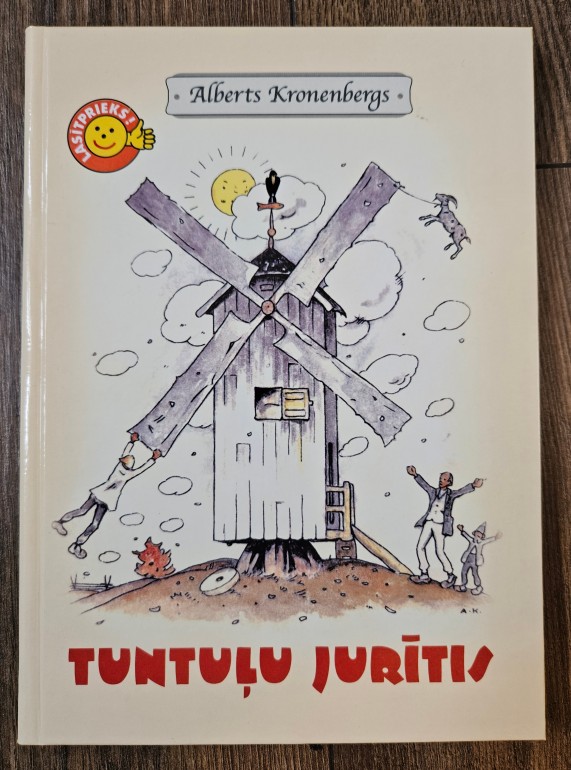 Alberts Kronenbergs
LASĪTPRIEKS!
A.K.
TUNTUĻU JURĪTIS